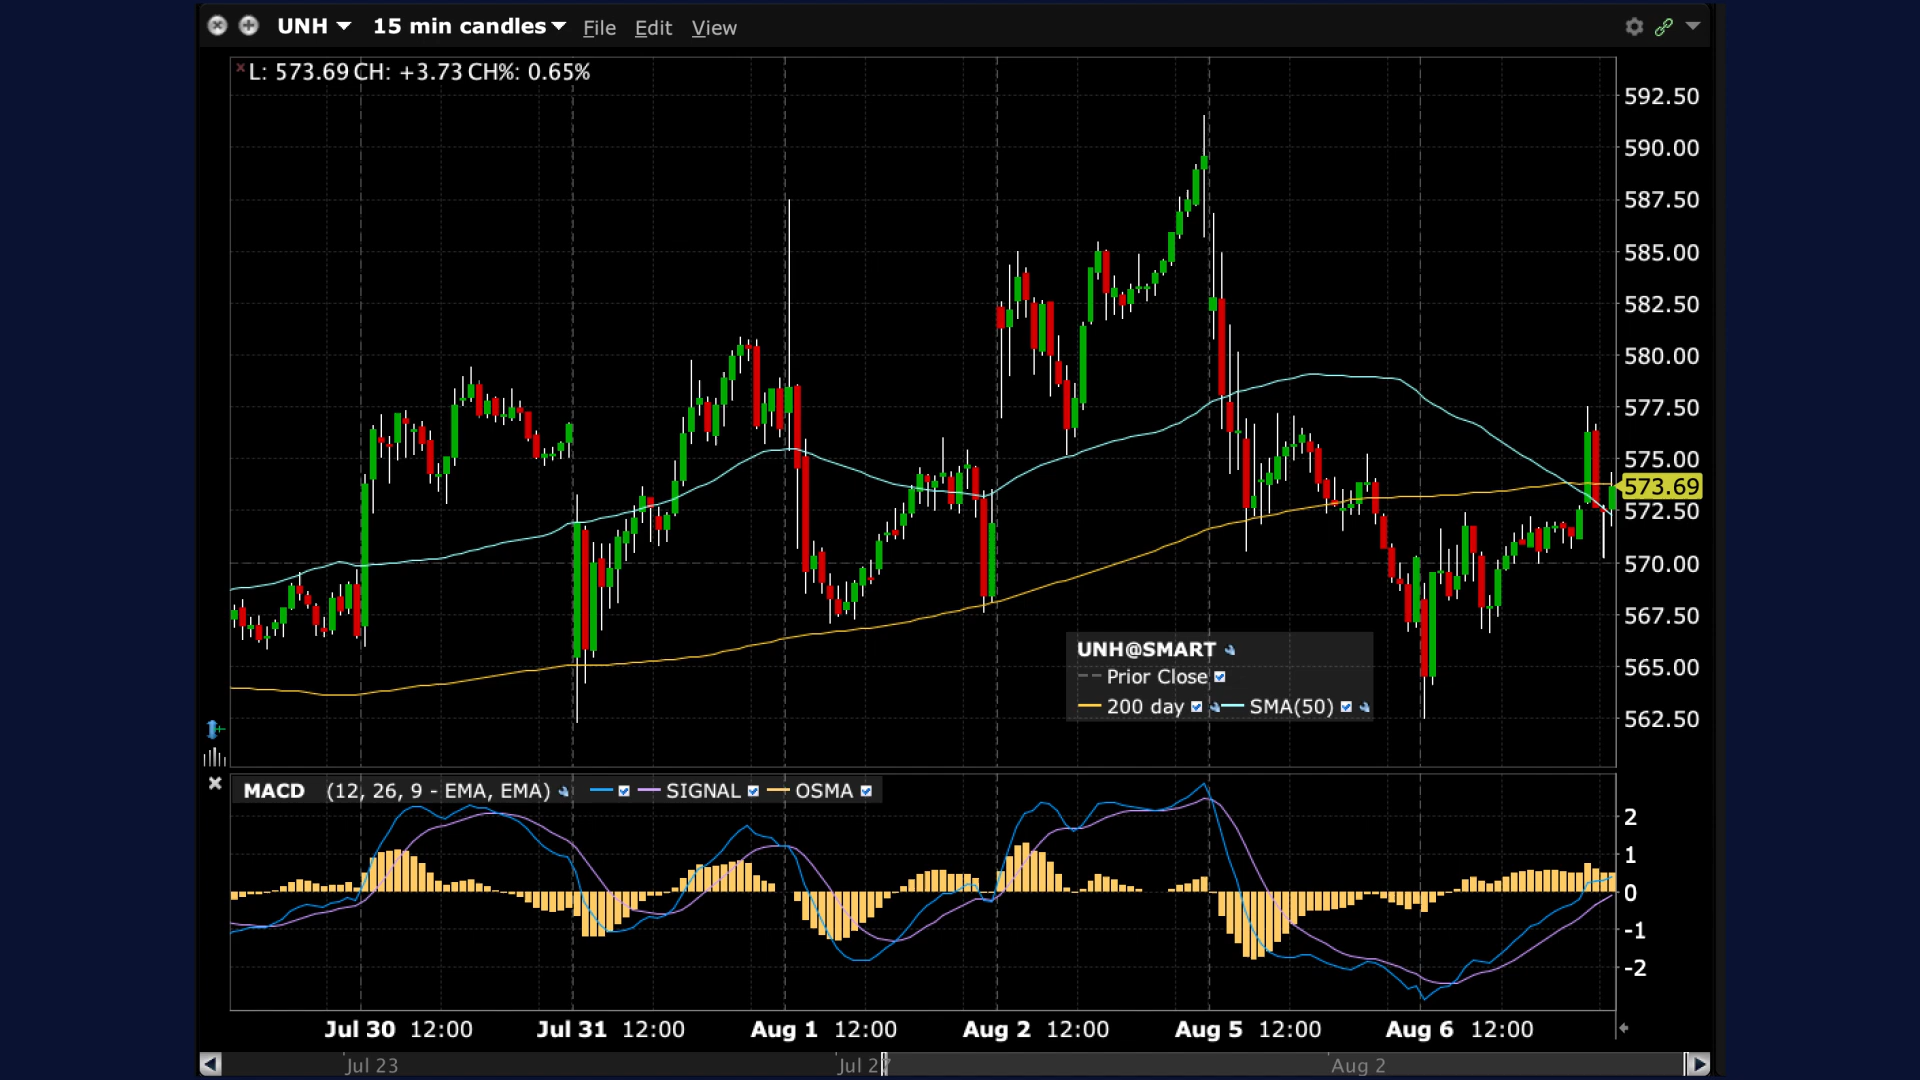 UNH 15 min candles File Edit View
L: 573.69 CH: +3.73 CH%: 0.65%
592.50
590.00
587.50
585.00
582.50
580.00
577.50
575.00
573.69
572.50
570.00
567.50
565.00
562.50
UNH@SMART
Prior Close
200 day SMA(50)
MACD (12, 26, 9 - EMA, EMA) SIGNAL OSMA
2
1
0
-1
-2
Jul 30 12:00 Jul 31 12:00 Aug 1 12:00 Aug 2 12:00 Aug 5 12:00 Aug 6 12:00
Jul 23 Jul 27 Aug 2